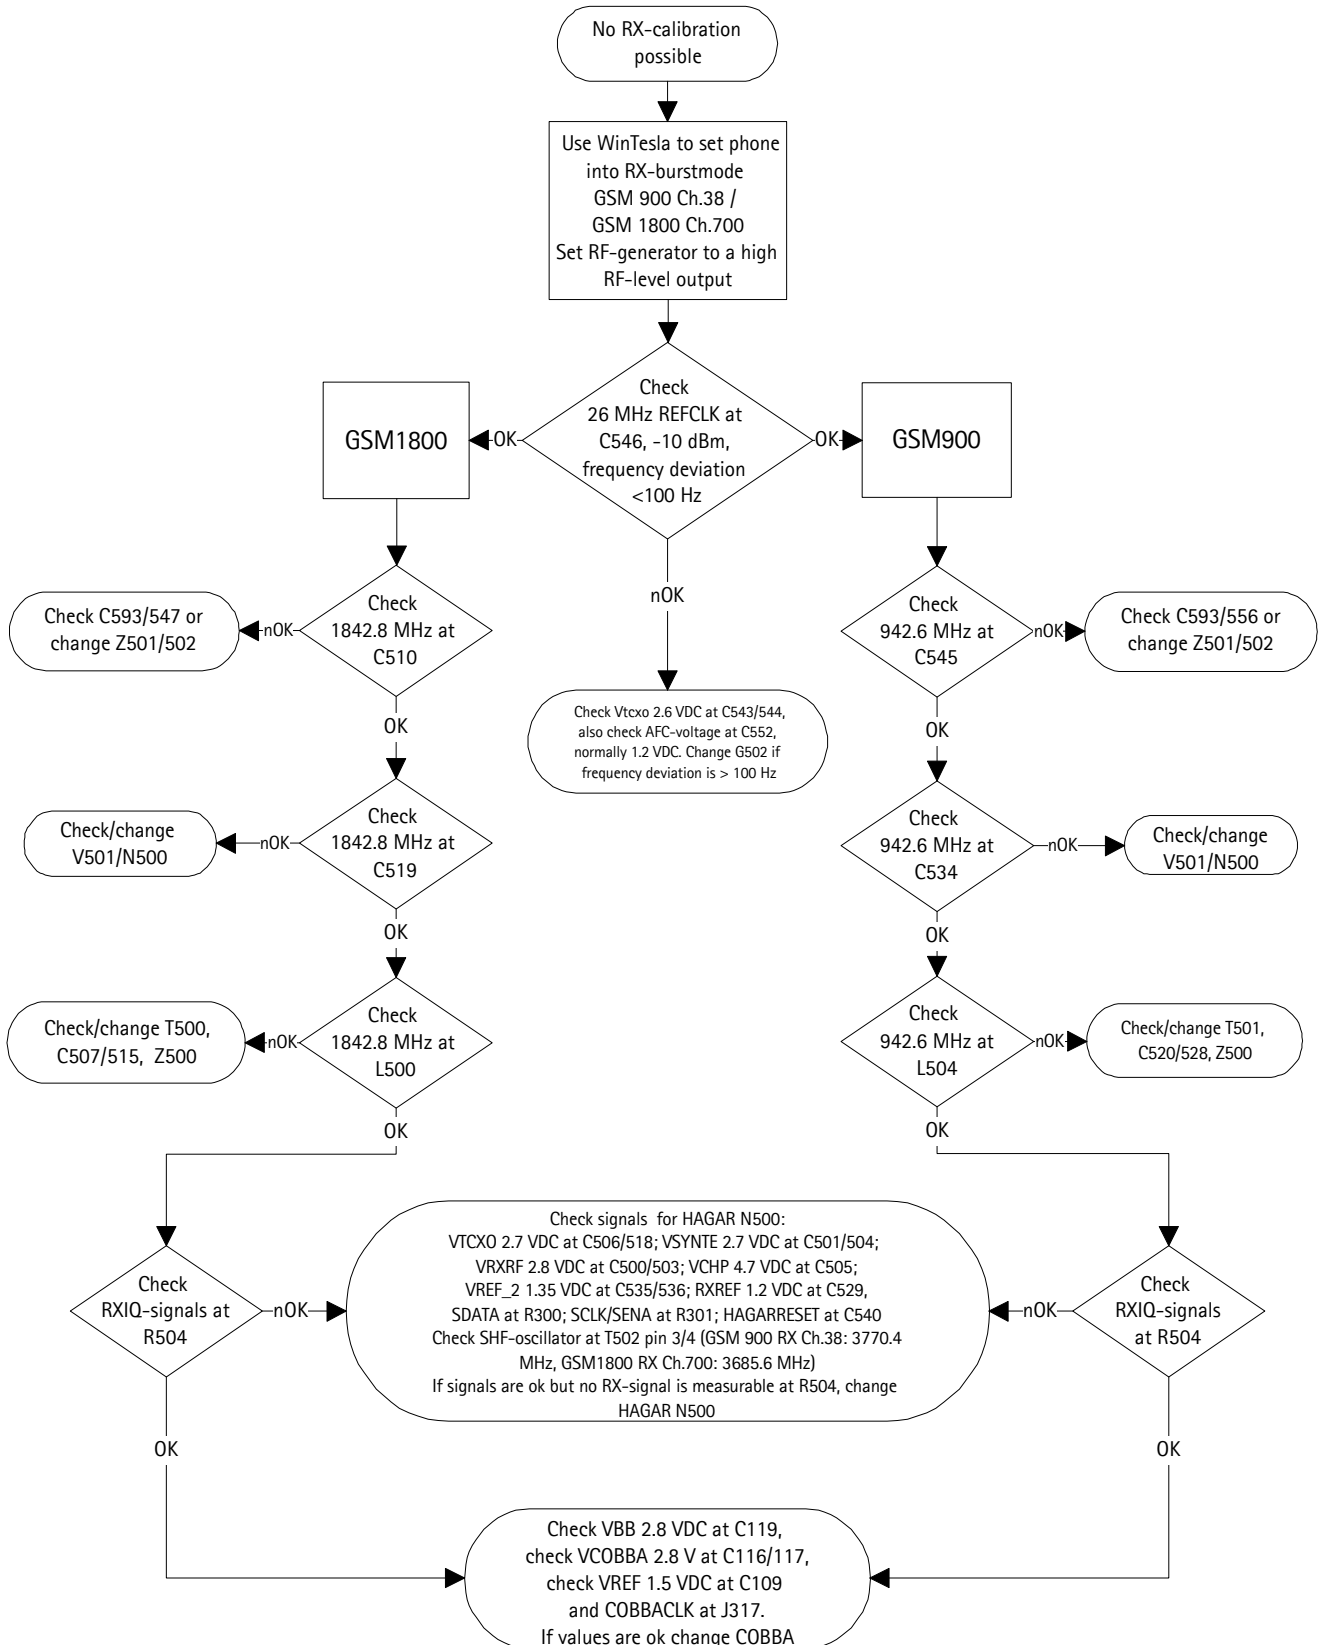 No RX-calibration
possible
Use WinTesla to set phone
into RX-burstmode
GSM 900 Ch.38 /
GSM 1800 Ch.700
Set RF-generator to a high
RF-level output
Check
26 MHz REFCLK at
C546, -10 dBm,
frequency deviation
<100 Hz
OK
OK
GSM1800
GSM900
nOK
Check Vtcxo 2.6 VDC at C543/544,
also check AFC-voltage at C552,
normally 1.2 VDC. Change G502 if
frequency deviation is > 100 Hz
Check
1842.8 MHz at
C510
nOK
Check C593/547 or
change Z501/502
OK
Check
1842.8 MHz at
C519
nOK
Check/change
V501/N500
OK
Check
1842.8 MHz at
L500
nOK
Check/change T500,
C507/515, Z500
OK
Check
942.6 MHz at
C545
nOK
Check C593/556 or
change Z501/502
OK
Check
942.6 MHz at
C534
nOK
Check/change
V501/N500
OK
Check
942.6 MHz at
L504
nOK
Check/change T501,
C520/528, Z500
OK
Check
RXIQ-signals at
R504
nOK
Check signals for HAGAR N500:
VTCXO 2.7 VDC at C506/518; VSYNTE 2.7 VDC at C501/504;
VRXRF 2.8 VDC at C500/503; VCHP 4.7 VDC at C505;
VREF_2 1.35 VDC at C535/536; RXREF 1.2 VDC at C529,
SDATA at R300; SCLK/SENA at R301; HAGARRESET at C540
Check SHF-oscillator at T502 pin 3/4 (GSM 900 RX Ch.38: 3770.4
MHz, GSM1800 RX Ch.700: 3685.6 MHz)
If signals are ok but no RX-signal is measurable at R504, change
HAGAR N500
nOK
Check
RXIQ-signals
at R504
OK
OK
Check VBB 2.8 VDC at C119,
check VCOBBA 2.8 V at C116/117,
check VREF 1.5 VDC at C109
and COBBACLK at J317.
If values are ok change COBBA